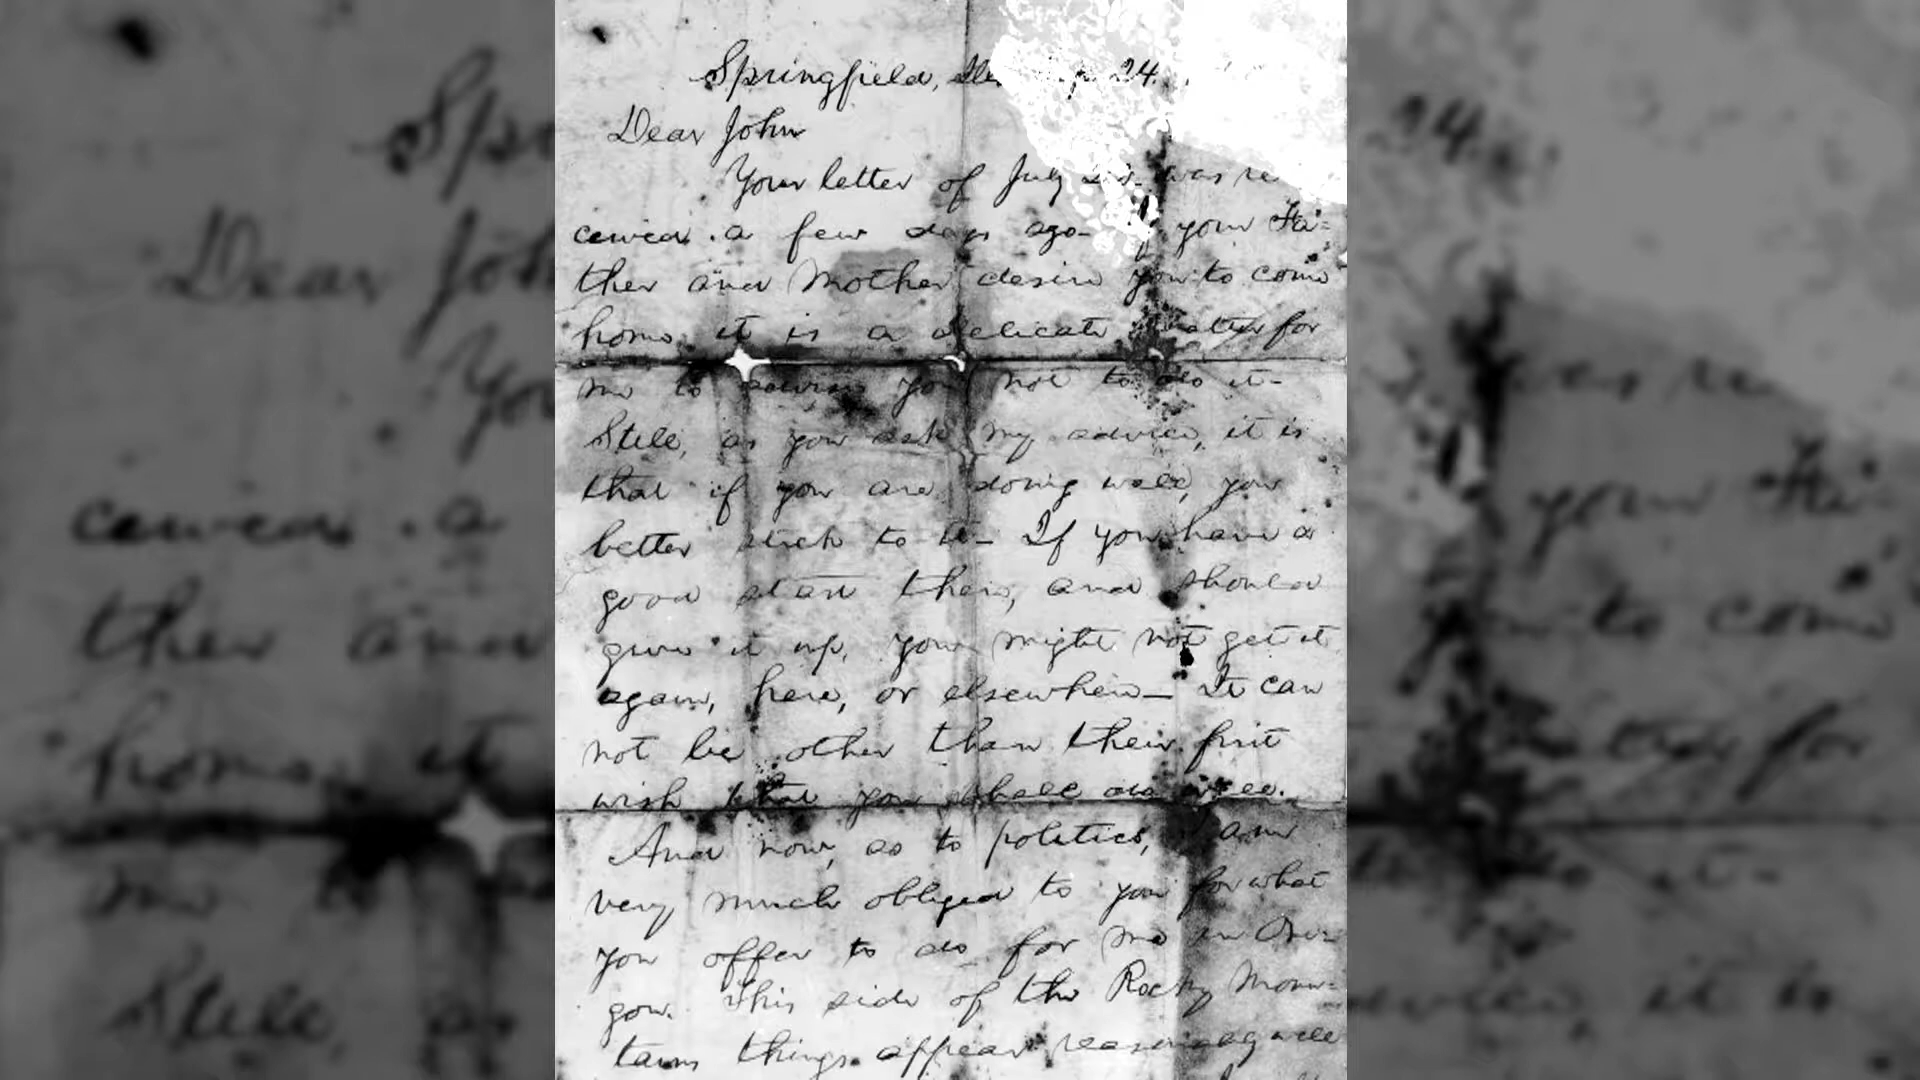 Springfield, Ills. 24.
Dear John
Your letter of July 28. was re
ceived a few days ago- If your Fa=
ther and Mother desire you to come
home it is a delicate matter for
me to advise you not to do it-
Still, as you ask my advice, it is
that if you are doing well, you
better stick to it- If you have a
good start there, and should
give it up, you might not get it
again, here, or elsewhere- It can
not be other than their first
wish that you shall do well.
And now, as to politics, I am
very much obliged to you for what
you offer to do for me in Ore=
gon. This side of the Rocky Moun=
tains things appear reasonably well